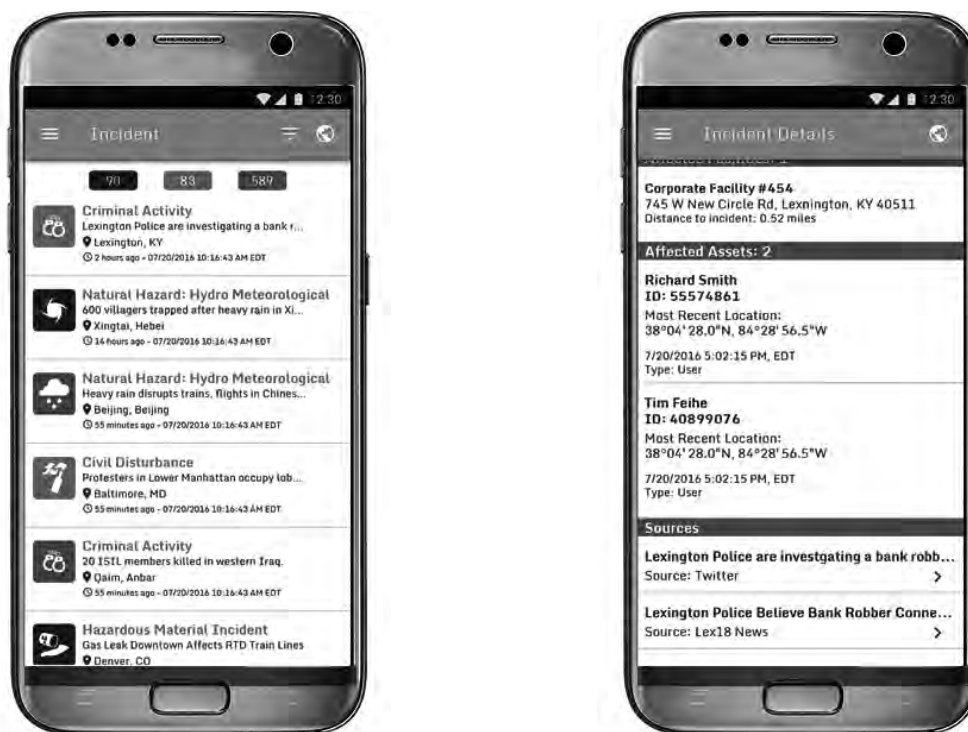 12:30
Incident
90 83 589
Criminal Activity
Lexington Police are investigating a bank r...
Lexington, KY
2 hours ago - 07/20/2016 10:16:43 AM EDT
Natural Hazard: Hydro Meteorological
600 villagers trapped after heavy rain in Xi...
Xingtai, Hebei
14 hours ago - 07/20/2016 10:16:43 AM EDT
Natural Hazard: Hydro Meteorological
Heavy rain disrupts trains, flights in Chines...
Beijing, Beijing
55 minutes ago - 07/20/2016 10:16:43 AM EDT
Civil Disturbance
Protesters in Lower Manhattan occupy lob...
Baltimore, MD
55 minutes ago - 07/20/2016 10:16:43 AM EDT
Criminal Activity
20 ISIL members killed in western Iraq.
Qaim, Anbar
55 minutes ago - 07/20/2016 10:16:43 AM EDT
Hazardous Material Incident
Gas Leak Downtown Affects RTD Train Lines
Denver, CO
12:30
Incident Details
Corporate Facility #454
745 W New Circle Rd, Lexnington, KY 40511
Distance to incident: 0.52 miles
Affected Assets: 2
Richard Smith
ID: 55574861
Most Recent Location:
38°04'28.0"N, 84°28'56.5"W
7/20/2016 5:02:15 PM, EDT
Type: User
Tim Feihe
ID: 40899076
Most Recent Location:
38°04'28.0"N, 84°28'56.5"W
7/20/2016 5:02:15 PM, EDT
Type: User
Sources
Lexington Police are investgating a bank robb...
Source: Twitter
Lexington Police Believe Bank Robber Conne...
Source: Lex18 News